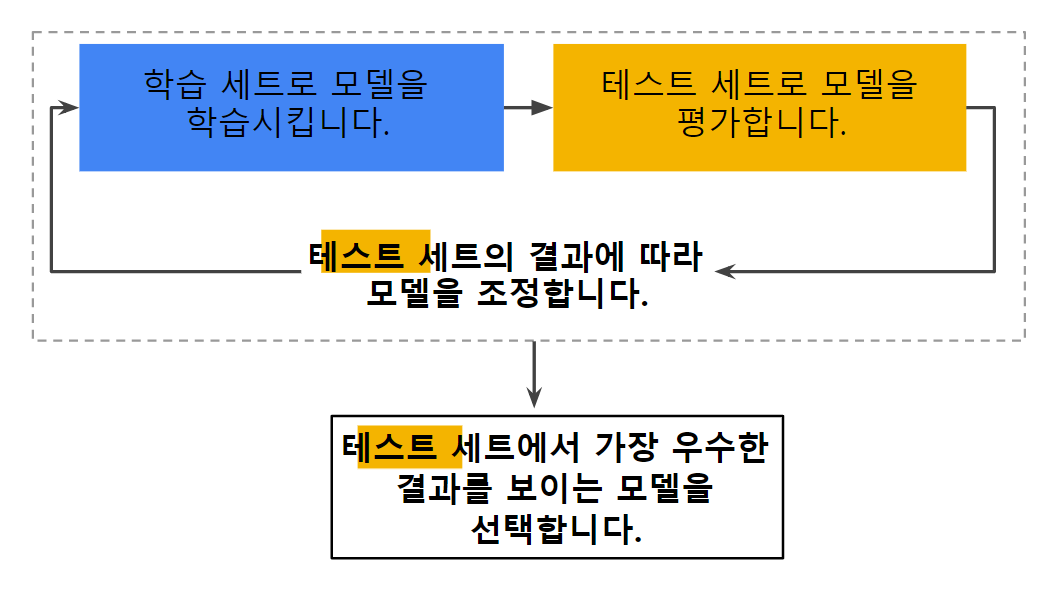 학습 세트로 모델을
학습시킵니다.
테스트 세트로 모델을
평가합니다.
테스트 세트의 결과에 따라
모델을 조정합니다.
테스트 세트에서 가장 우수한
결과를 보이는 모델을
선택합니다.